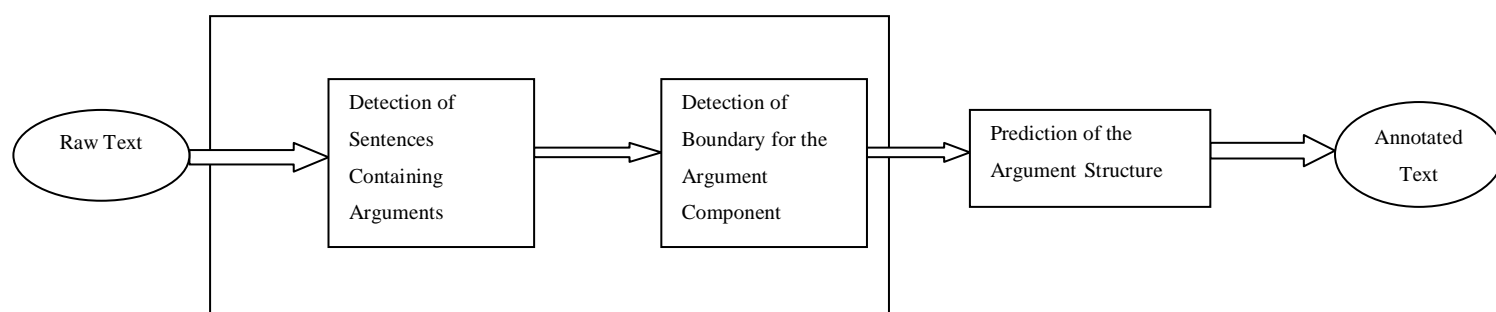 Raw Text
Detection of
Sentences
Containing
Arguments
Detection of
Boundary for the
Argument
Component
Prediction of the
Argument Structure
Annotated
Text